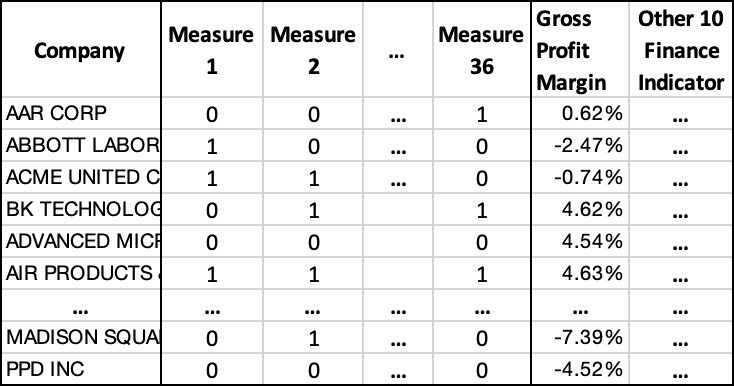 Company Measure 1 Measure 2 ... Measure 36 Gross Profit Margin Other 10 Finance Indicator
AAR CORP 0 0 ... 1 0.62% ...
ABBOTT LABOR 1 0 ... 0 -2.47% ...
ACME UNITED C 1 1 ... 0 -0.74% ...
BK TECHNOLOG 0 1 1 4.62% ...
ADVANCED MICR 0 0 0 4.54% ...
AIR PRODUCTS & 1 1 1 4.63% ...
... ... ... ... ... ... ...
MADISON SQUA 0 1 ... 0 -7.39% ...
PPD INC 0 0 ... 0 -4.52% ...